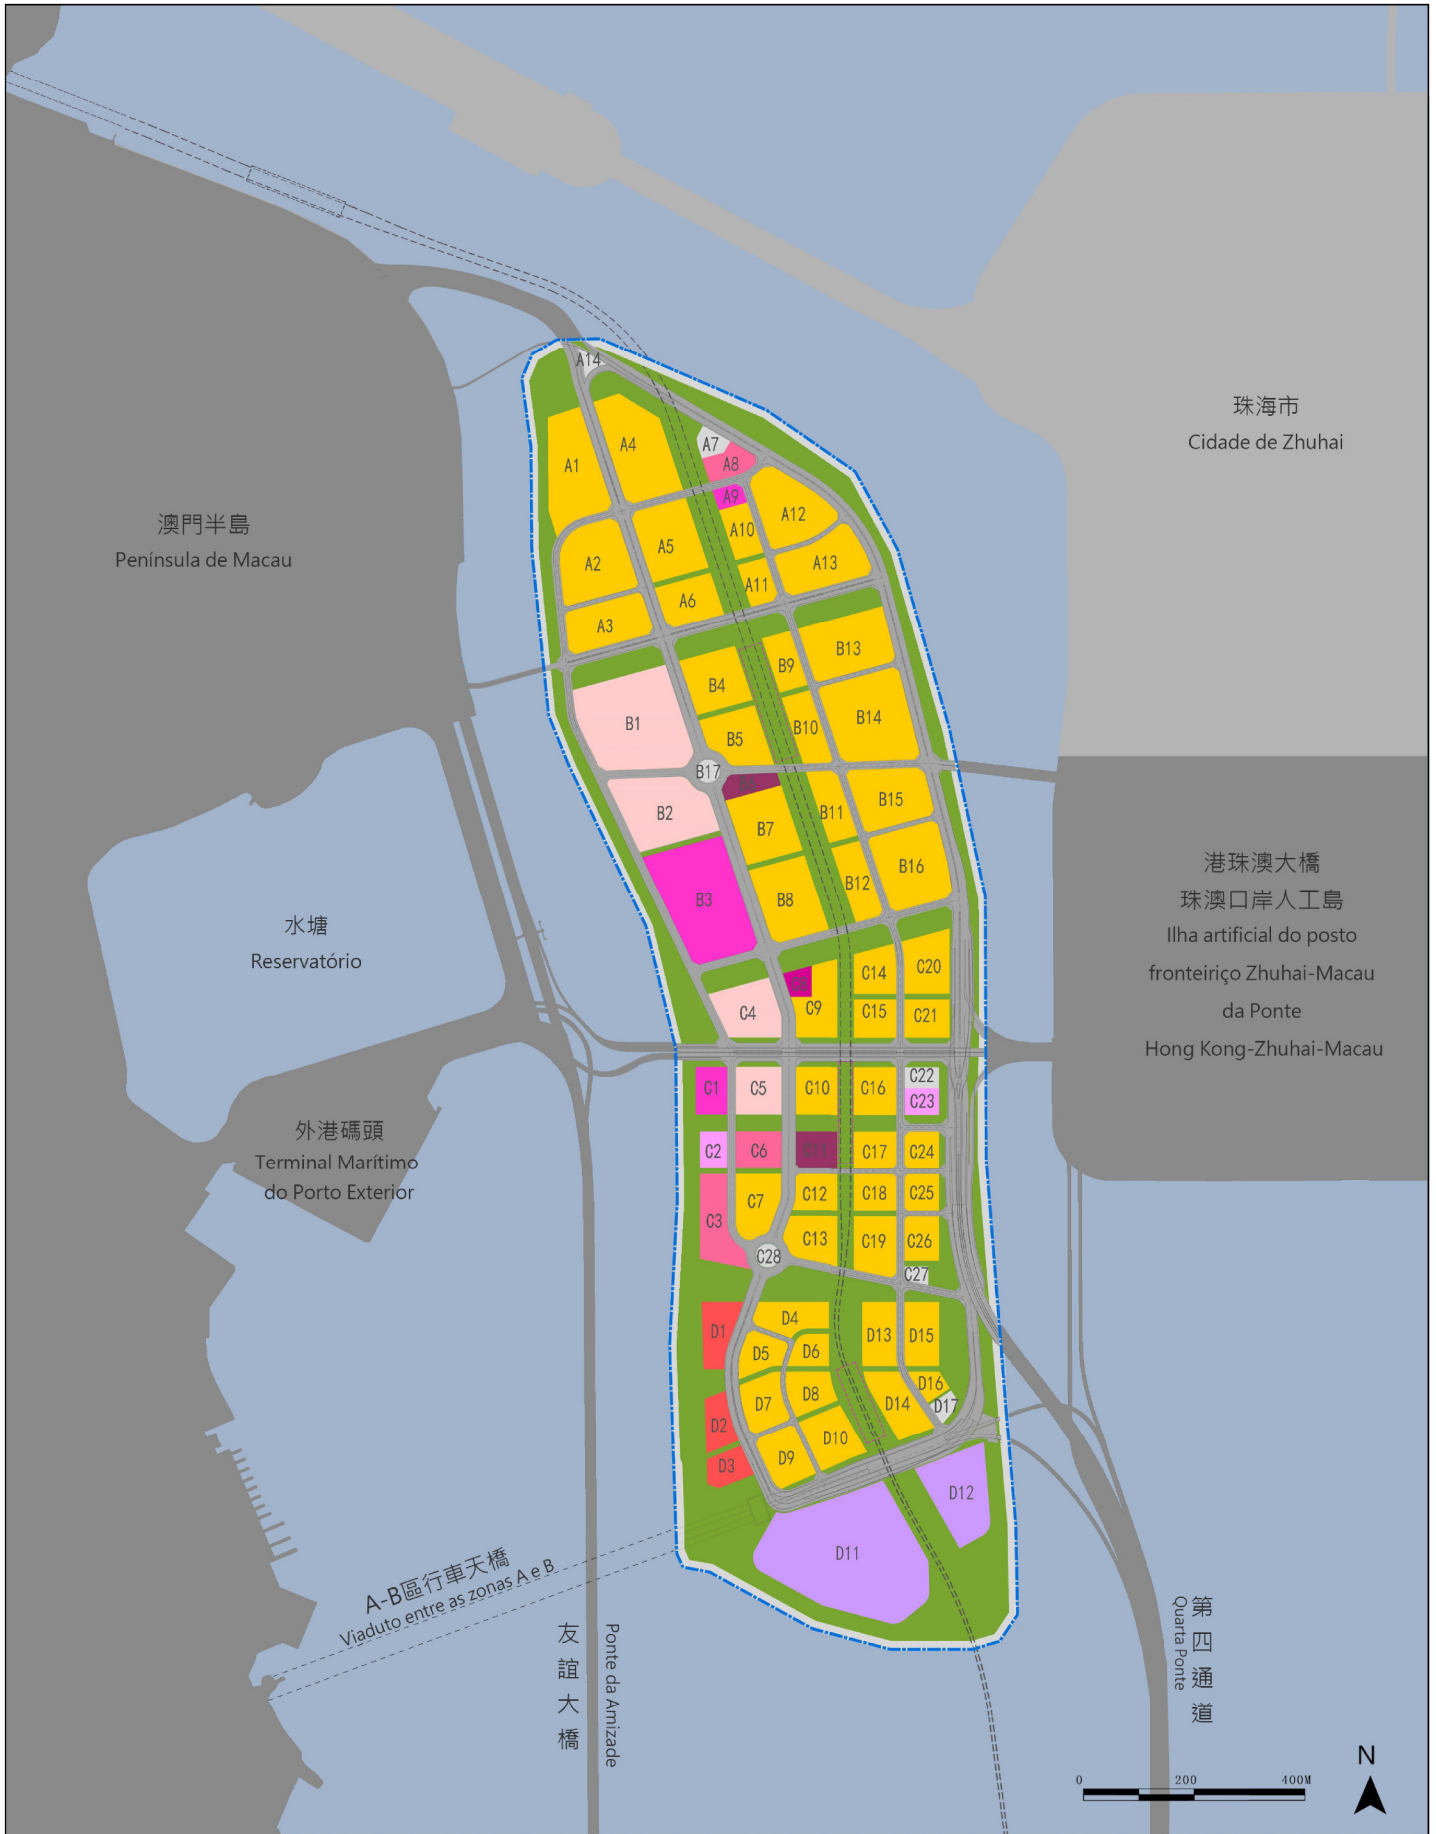 A14
A4
A7
A1
A8
A9
A12
A10
A5
A13
A2
A11
A6
A3
珠海市
Cidade de Zhuhai
澳門半島
Península de Macau
B13
B9
B4
B1
B14
B10
B5
B17
B15
B2
B11
B7
B16
B12
B3
B8
港珠澳大橋
珠澳口岸人工島
Ilha artificial do posto
fronteiriço Zhuhai-Macau
da Ponte
Hong Kong-Zhuhai-Macau
水塘
Reservatório
C20
C14
C8
C9
C4
C15
C21
C22
C1
C5
C10
C16
C23
外港碼頭
Terminal Marítimo
do Porto Exterior
C2
C6
C11
C17
C24
C7
C12
C18
C25
C3
C13
C19
C26
C28
C27
D1
D4
D13
D15
D5
D6
D16
D7
D8
D14
D17
D2
D10
D9
D3
D12
D11
A-B區行車天橋
Viaduto entre as zonas A e B
友誼大橋
Ponte da Amizade
第四通道
Quarta Ponte
N
0 200 400M